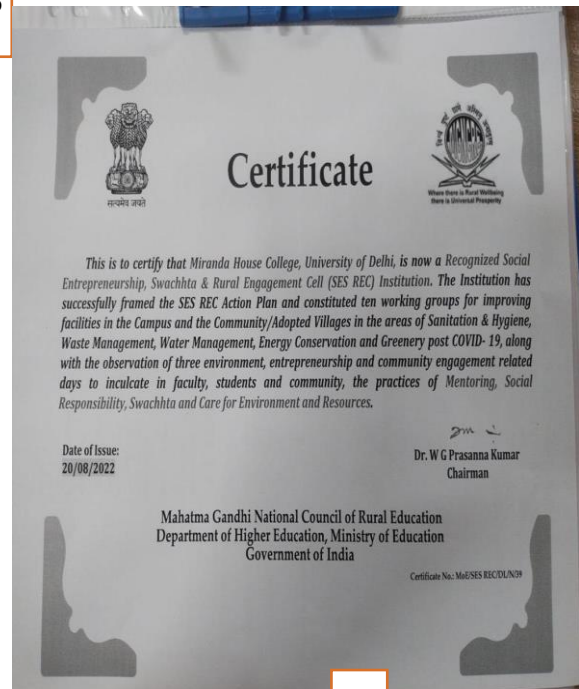 सत्यमेव जयते
Certificate
Where there is Rural Wellbeing
there is Universal Prosperity
This is to certify that Miranda House College, University of Delhi, is now a Recognized Social
Entrepreneurship, Swachhta & Rural Engagement Cell (SES REC) Institution. The Institution has
successfully framed the SES REC Action Plan and constituted ten working groups for improving
facilities in the Campus and the Community/Adopted Villages in the areas of Sanitation & Hygiene,
Waste Management, Water Management, Energy Conservation and Greenery post COVID- 19, along
with the observation of three environment, entrepreneurship and community engagement related
days to inculcate in faculty, students and community, the practices of Mentoring, Social
Responsibility, Swachhta and Care for Environment and Resources.
Date of Issue:
20/08/2022
Dr. W G Prasanna Kumar
Chairman
Mahatma Gandhi National Council of Rural Education
Department of Higher Education, Ministry of Education
Government of India
Certificate No.: MoE/SES REC/DL/N/39